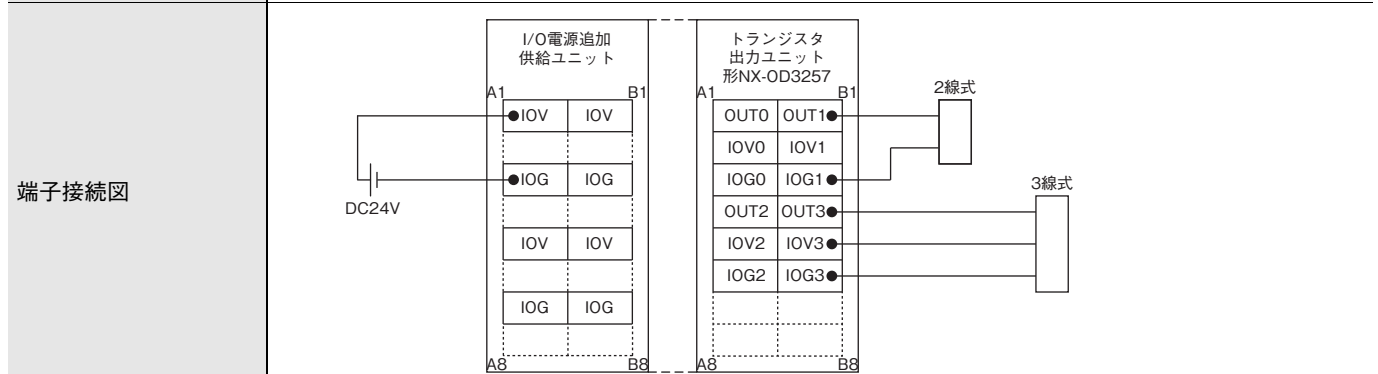 端子接続図
I/O電源追加
供給ユニット
A1 B1
IOV IOV
IOG IOG
IOV IOV
IOG IOG
A8 B8
DC24V
トランジスタ
出力ユニット
形NX-OD3257
A1 B1
OUT0 OUT1
IOV0 IOV1
IOG0 IOG1
OUT2 OUT3
IOV2 IOV3
IOG2 IOG3
A8 B8
2線式
3線式